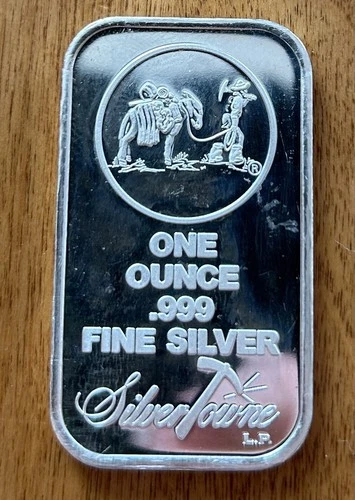 ®
ONE
OUNCE
.999
FINE SILVER
SilverTowne
L.P.